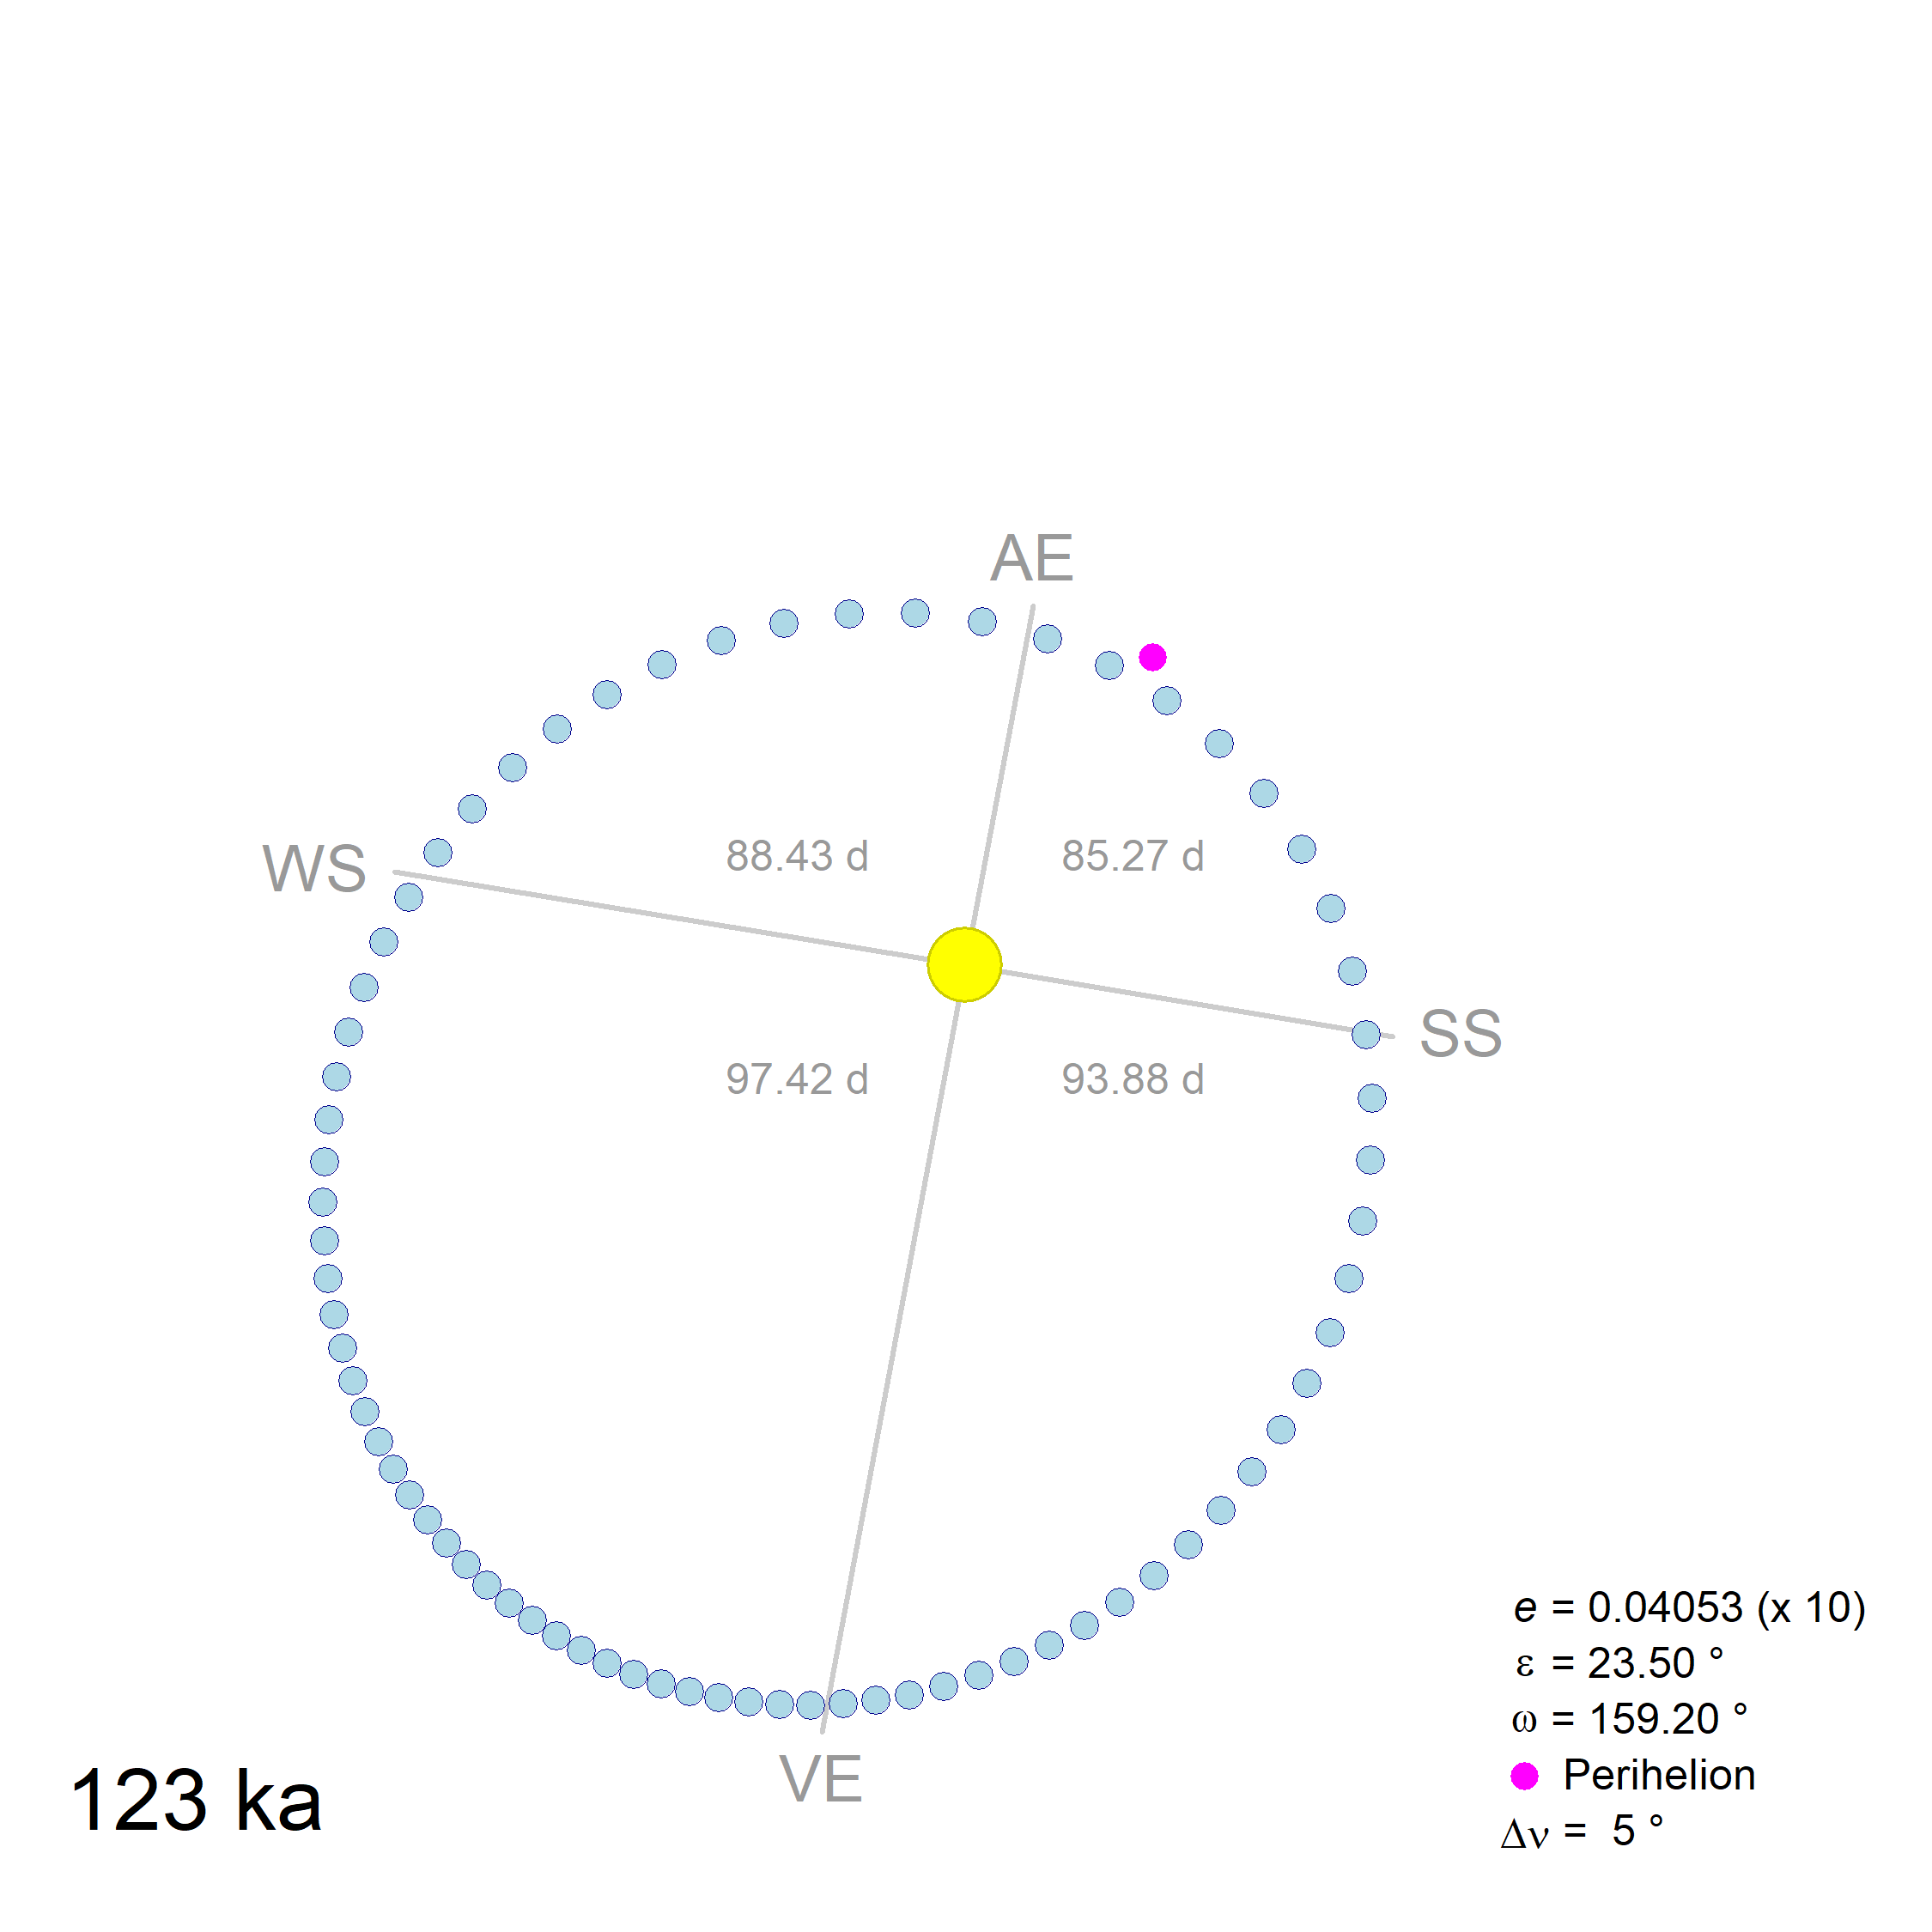 AE
WS
88.43 d
85.27 d
SS
97.42 d
93.88 d
e = 0.04053 (x 10)
ε = 23.50 °
ω = 159.20 °
Perihelion
Δν = 5 °
VE
123 ka